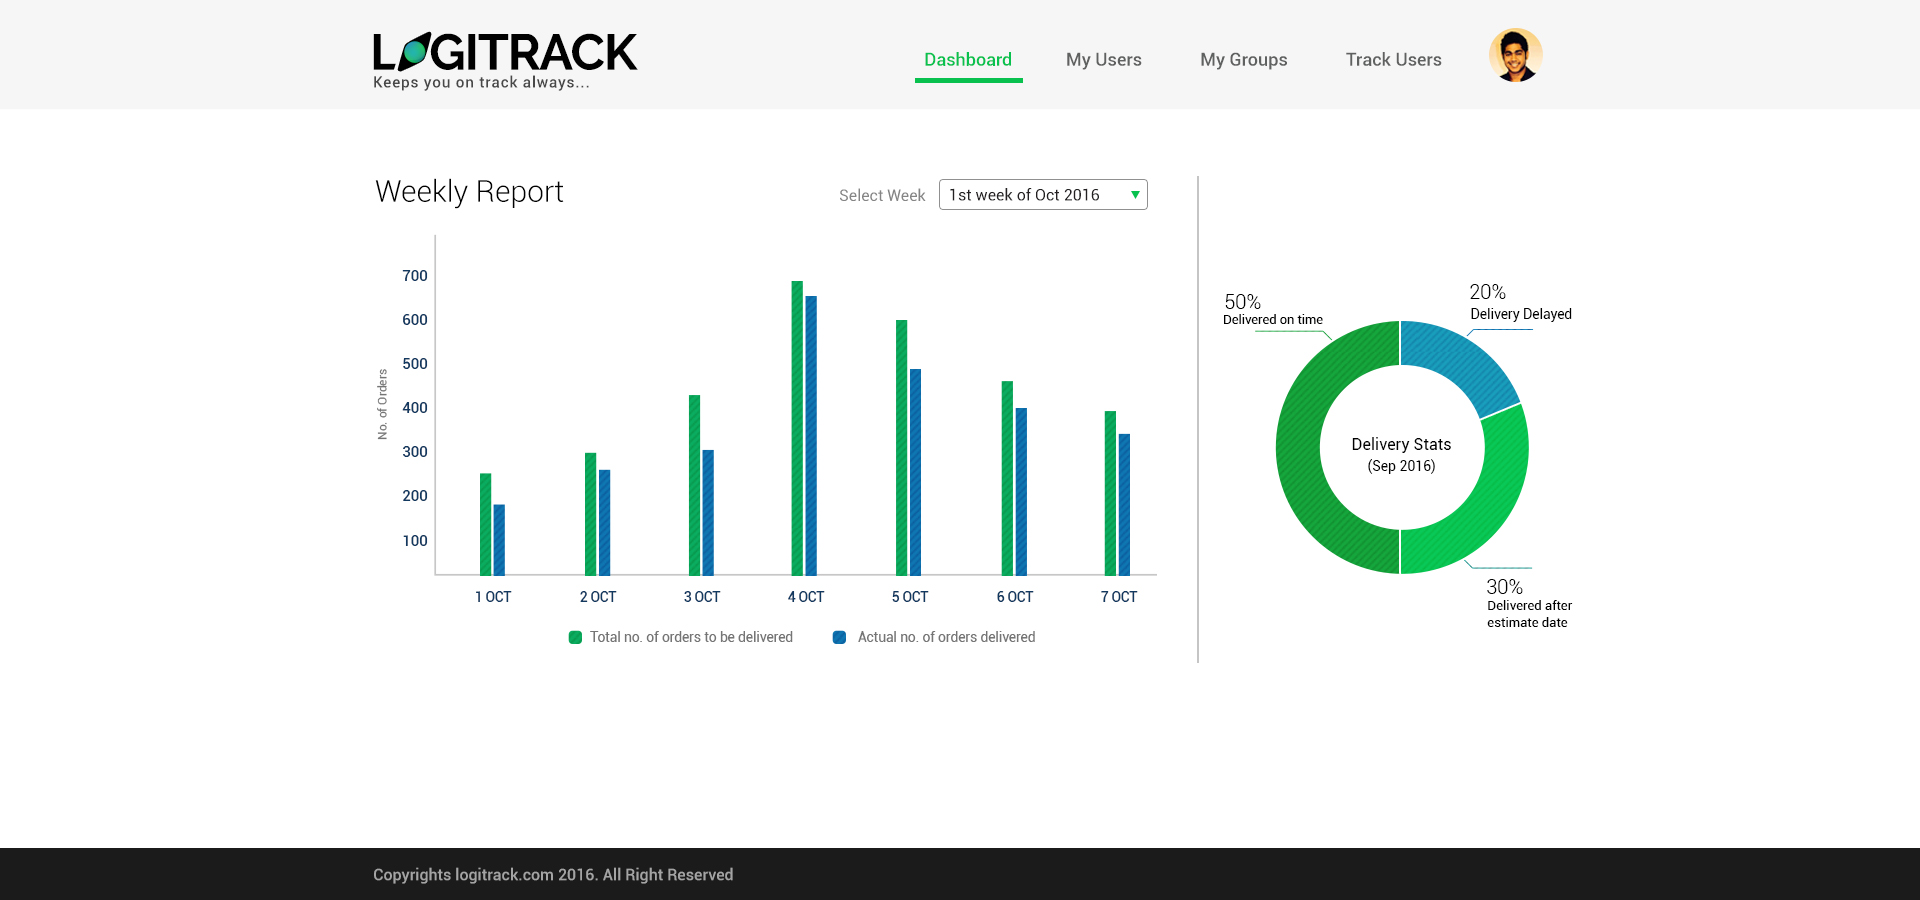 LOGITRACK
Keeps you on track always...
Dashboard
My Users
My Groups
Track Users
Weekly Report
Select Week
1st week of Oct 2016
No. of Orders
700
600
500
400
300
200
100
1 OCT
2 OCT
3 OCT
4 OCT
5 OCT
6 OCT
7 OCT
Total no. of orders to be delivered
Actual no. of orders delivered
50%
Delivered on time
20%
Delivery Delayed
Delivery Stats
(Sep 2016)
30%
Delivered after
estimate date
Copyrights logitrack.com 2016. All Right Reserved